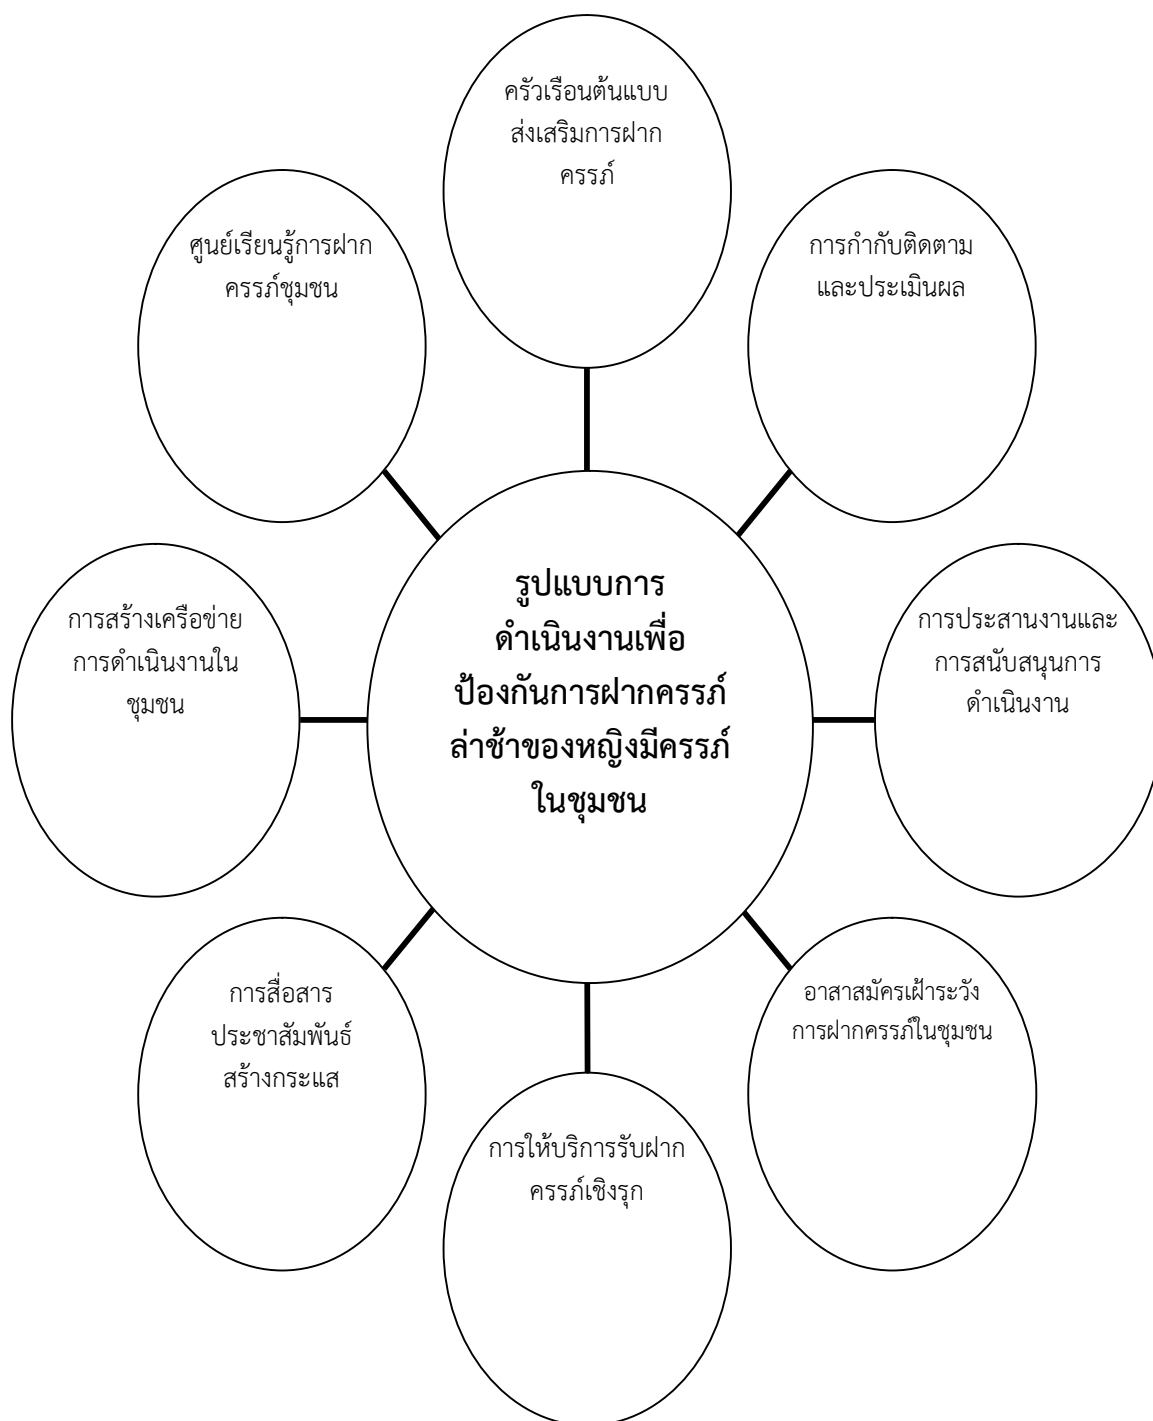 ครัวเรือนต้นแบบ
ส่งเสริมการฝาก
ครรภ์
ศูนย์เรียนรู้การฝาก
ครรภ์ชุมชน
การกำกับติดตาม
และประเมินผล
การสร้างเครือข่าย
การดำเนินงานใน
ชุมชน
รูปแบบการ
ดำเนินงานเพื่อ
ป้องกันการฝากครรภ์
ล่าช้าของหญิงมีครรภ์
ในชุมชน
การประสานงานและ
การสนับสนุนการ
ดำเนินงาน
การสื่อสาร
ประชาสัมพันธ์
สร้างกระแส
อาสาสมัครเฝ้าระวัง
การฝากครรภ์ในชุมชน
การให้บริการรับฝาก
ครรภ์เชิงรุก